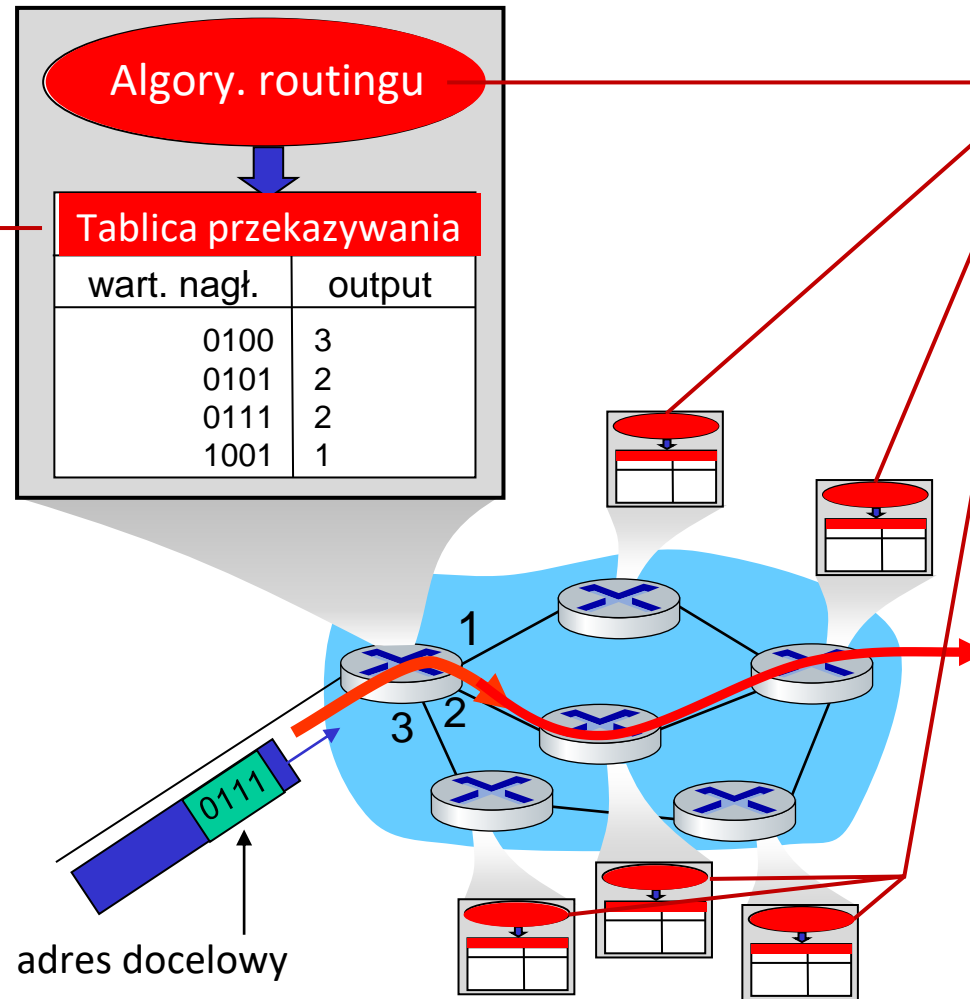 Algory. routingu
Tablica przekazywania
wart. nagł. output
0100 3
0101 2
0111 2
1001 1
1
2
3
0111
adres docelowy